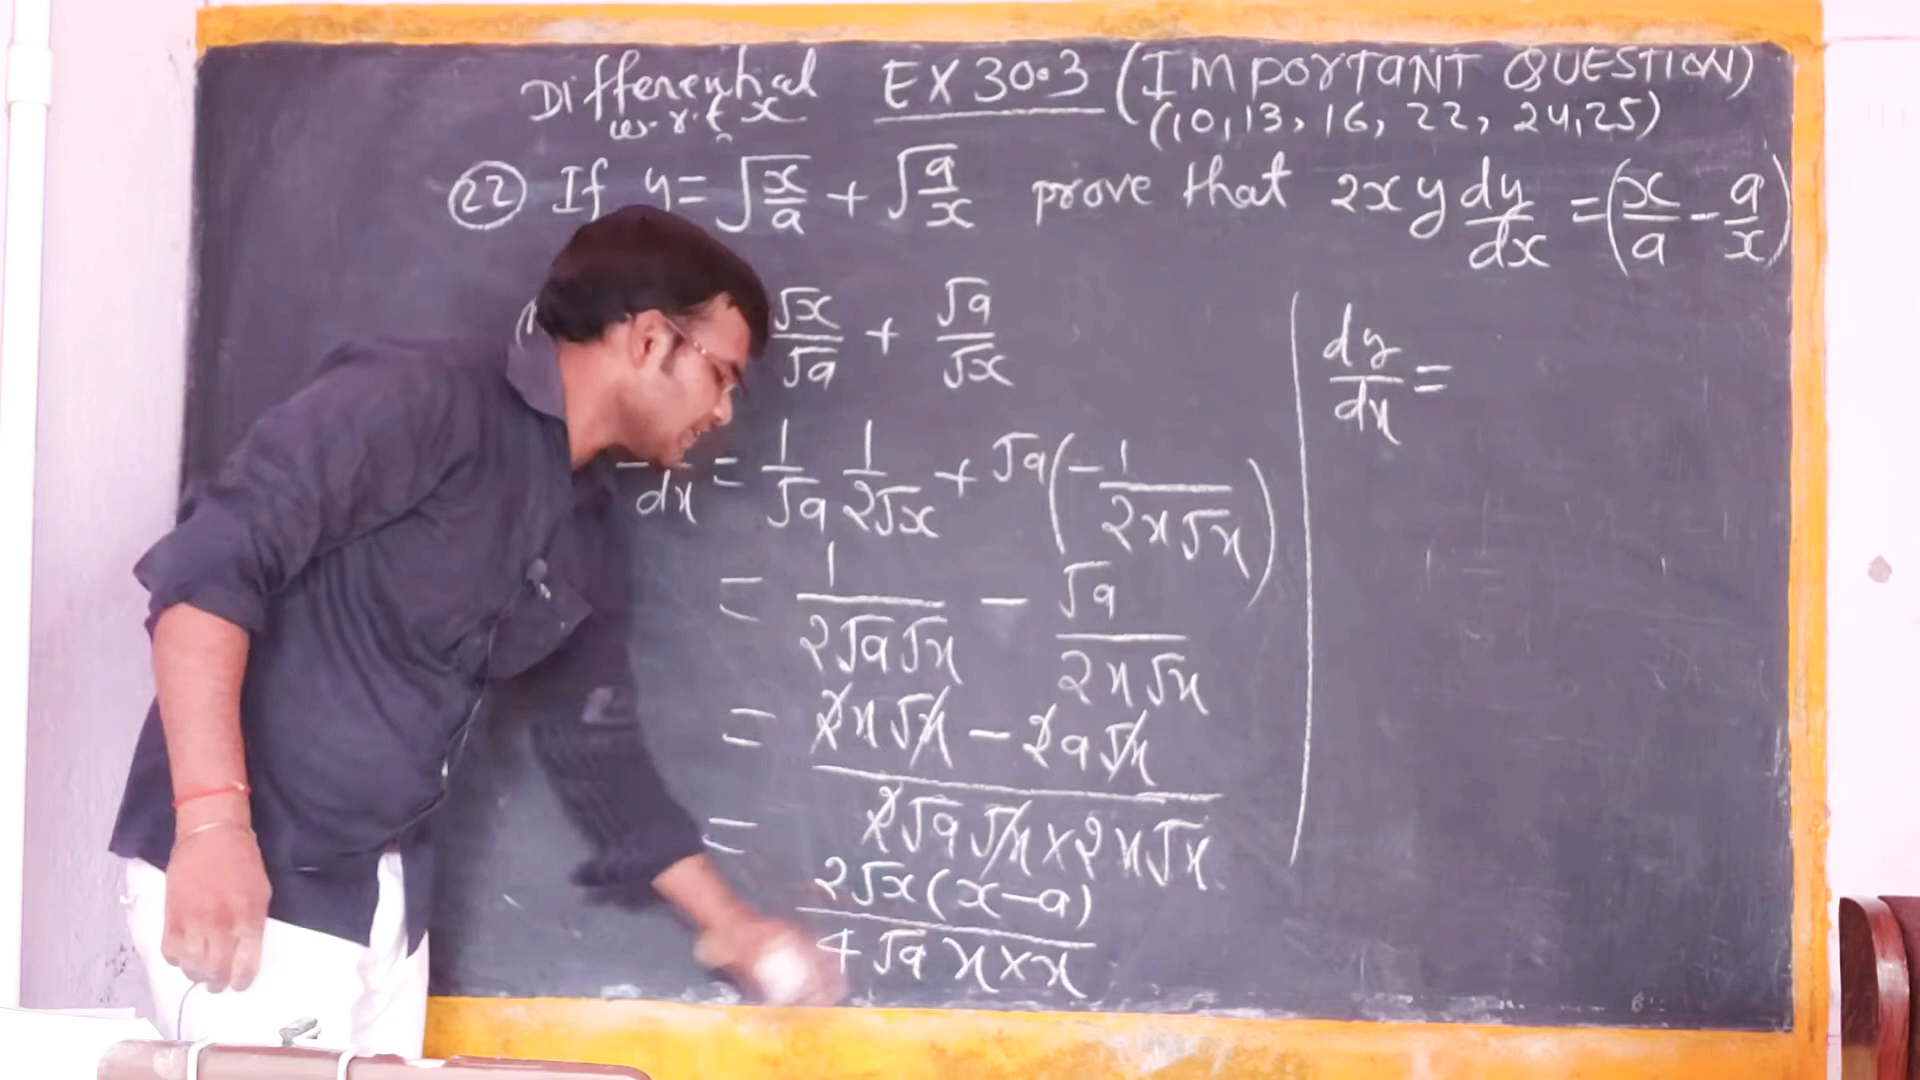 Differential EX 30.3 (IMPORTANT QUESTION)
w.r.t x (10, 13, 16, 22, 24, 25)
(22) If y = √(x/a) + √(a/x) prove that 2xy dy/dx = (x/a - a/x)
√x/√a + √a/√x
dy/dx =
dx = 1/√a 1/2√x + √a(-1/2x√x)
= 1/2√a√x - √a/2x√x
= 2x√x - 2a√x / 2√a√x × 2x√x
= 2√x(x-a) / 4√a x×x